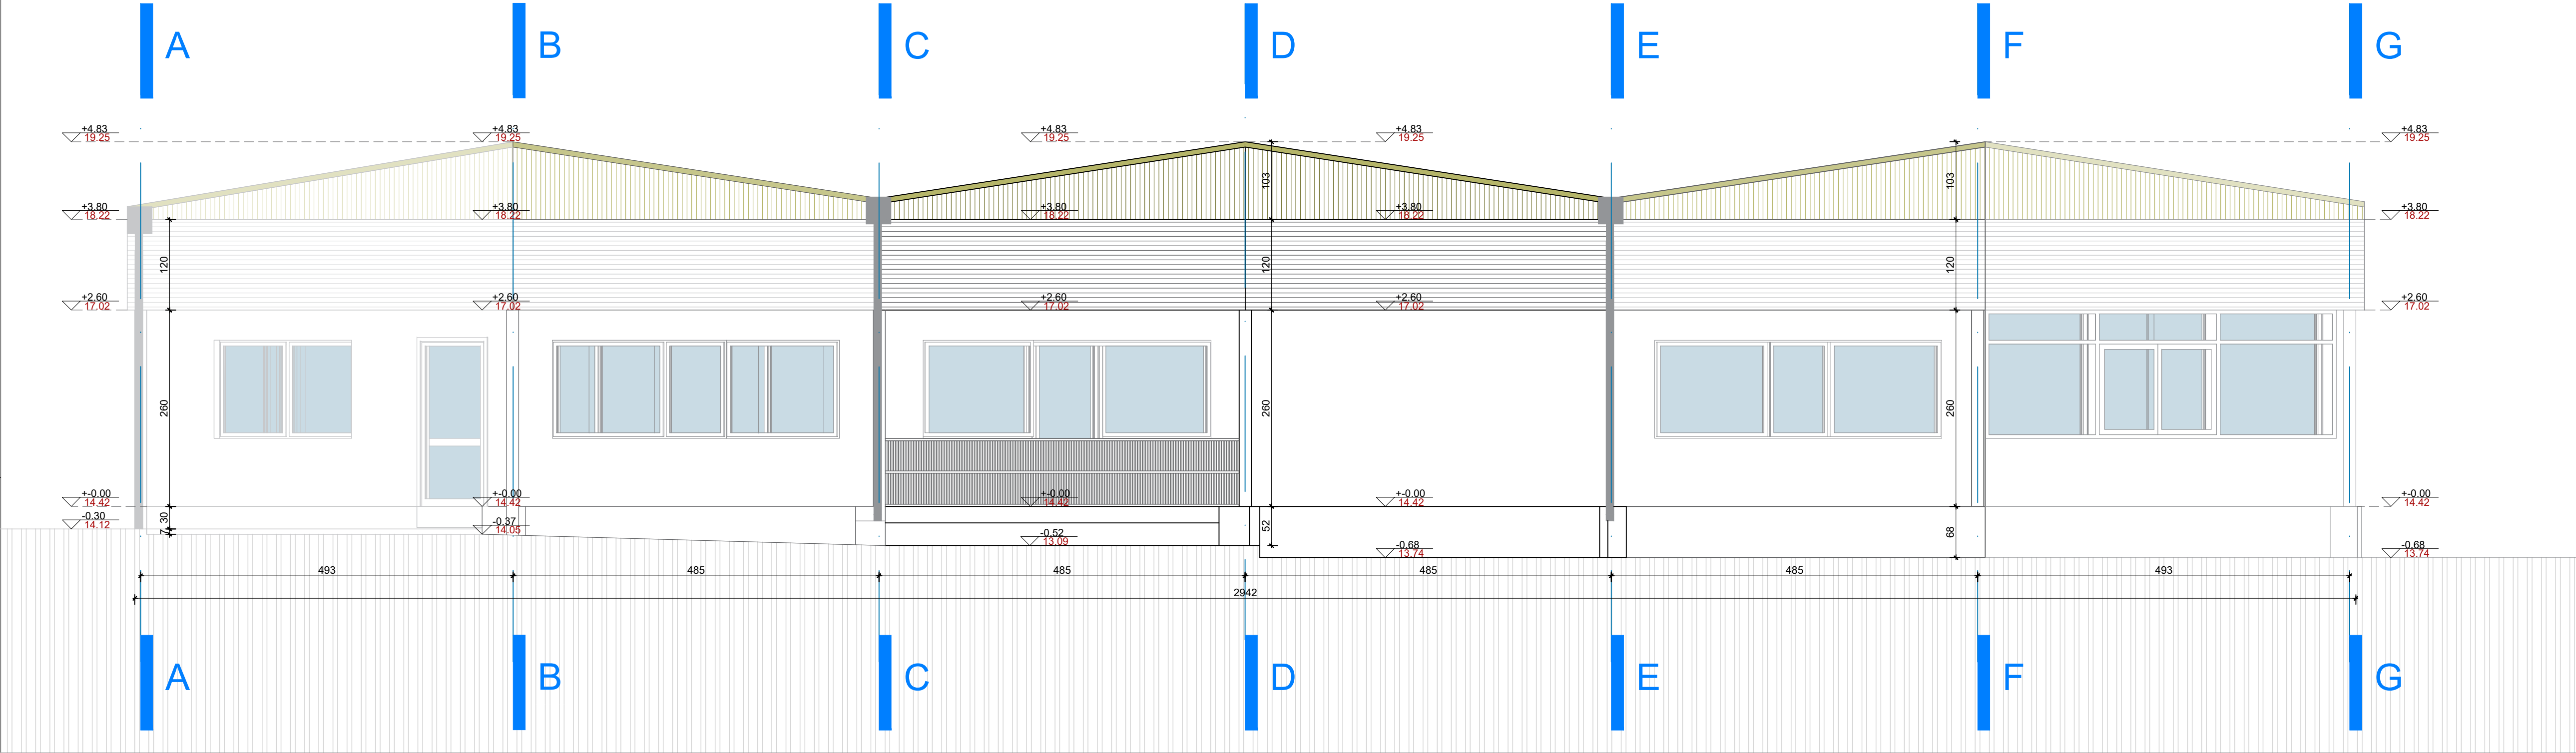 A B C D E F G
+4.83 +4.83 +4.83 +4.83 +4.83
19.25 19.25 19.25 19.25 19.25
103 103
+3.80 +3.80 +3.80 +3.80 +3.80
18.22 18.22 18.22 18.22 18.22
120 120 120
+2.60 +2.60 +2.60 +2.60 +2.60
17.02 17.02 17.02 17.02 17.02
260 260 260
+-0.00 +-0.00 +-0.00 +-0.00 +-0.00
14.42 14.42 14.42 14.42 14.42
-0.30 30 -0.37 52 68
14.12 7 14.05
-0.52
13.09
-0.68 -0.68
13.74 13.74
493 485 485 485 485 493
2942
A B C D E F G